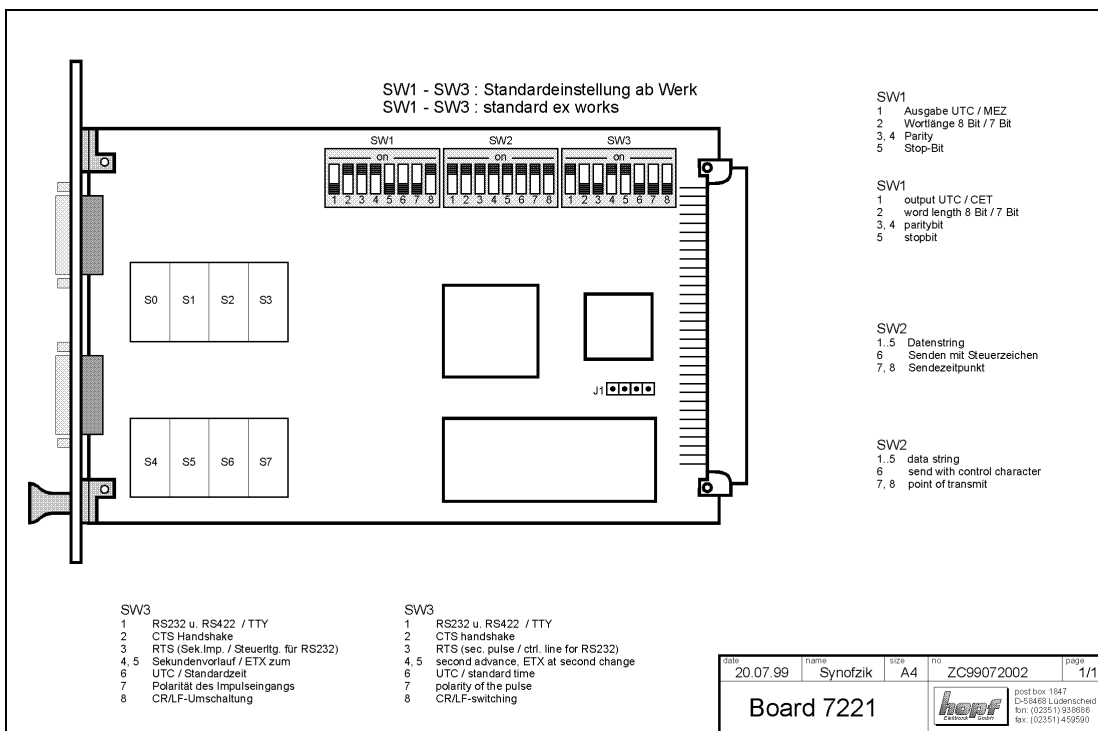 SW1 - SW3 : Standardeinstellung ab Werk
SW1 - SW3 : standard ex works
SW1
on
1 2 3 4 5 6 7 8
SW2
on
1 2 3 4 5 6 7 8
SW3
on
1 2 3 4 5 6 7 8
S0 S1 S2 S3
J1
S4 S5 S6 S7
SW1
1 Ausgabe UTC / MEZ
2 Wortlänge 8 Bit / 7 Bit
3, 4 Parity
5 Stop-Bit
SW1
1 output UTC / CET
2 word length 8 Bit / 7 Bit
3, 4 paritybit
5 stopbit
SW2
1..5 Datenstring
6 Senden mit Steuerzeichen
7, 8 Sendezeitpunkt
SW2
1..5 data string
6 send with control character
7, 8 point of transmit
SW3
1 RS232 u. RS422 / TTY
2 CTS Handshake
3 RTS (Sek.Imp. / Steuerltg. für RS232)
4, 5 Sekundenvorlauf / ETX zum
6 UTC / Standardzeit
7 Polarität des Impulseingangs
8 CR/LF-Umschaltung
SW3
1 RS232 u. RS422 / TTY
2 CTS handshake
3 RTS (sec. pulse / ctrl. line for RS232)
4, 5 second advance, ETX at second change
6 UTC / standard time
7 polarity of the pulse
8 CR/LF-switching
date name size no. page
20.07.99 Synofzik A4 ZC99072002 1/1
Board 7221
hopf
Elektronik GmbH
post box 1847
D-58468 Lüdenscheid
fon: (02351) 938686
fax: (02351) 459590